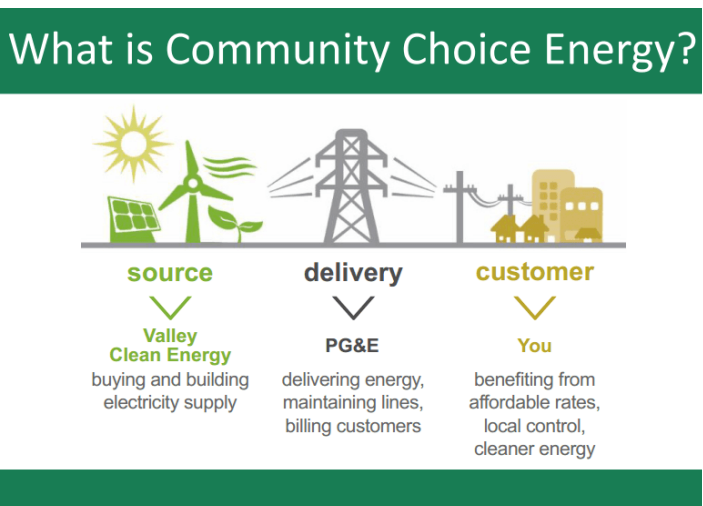 What is Community Choice Energy?
source
Valley
Clean Energy
buying and building
electricity supply
delivery
PG&E
delivering energy,
maintaining lines,
billing customers
customer
You
benefiting from
affordable rates,
local control,
cleaner energy